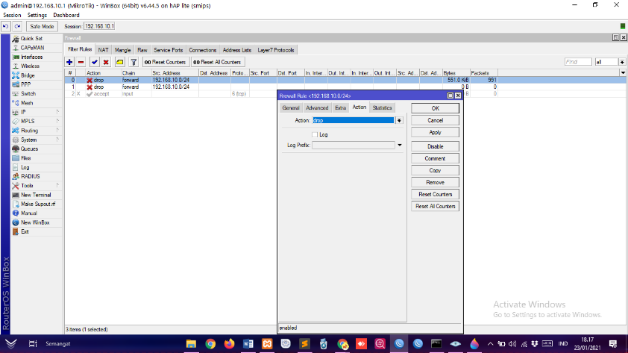 admin@192.168.10.1 (MikroTik) - WinBox (64bit) v6.44.5 on hAP lite (smips)
Session Settings Dashboard
Safe Mode Session: 192.168.10.1
Quick Set
CAPsMAN
Interfaces
Wireless
Bridge
PPP
Switch
Mesh
IP
MPLS
Routing
System
Queues
Files
Log
RADIUS
Tools
New Terminal
Make Supout.rif
Manual
New WinBox
Exit
RouterOS WinBox
Firewall
Filter Rules NAT Mangle Raw Service Ports Connections Address Lists Layer7 Protocols
Reset Counters Reset All Counters Find all
# Action Chain Src. Address Dst. Address Proto... Src. Port Dst. Port In. Inter... Out. Int... In. Inter... Out. Int... Src. Ad... Dst. Ad... Bytes Packets
0 drop forward 192.168.10.0/24 991
1 drop forward 192.168.10.0/24 0 B 0
2 X accept input 0
Firewall Rule <192.168.10.0/24>
General Advanced Extra Action Statistics
Action: drop
Log
Log Prefix:
OK
Cancel
Apply
Disable
Comment
Copy
Remove
Reset Counters
Reset All Counters
enabled
3 items (1 selected)
Activate Windows
Go to Settings to activate Windows.
Semangat
IND
18.17
23/01/2021